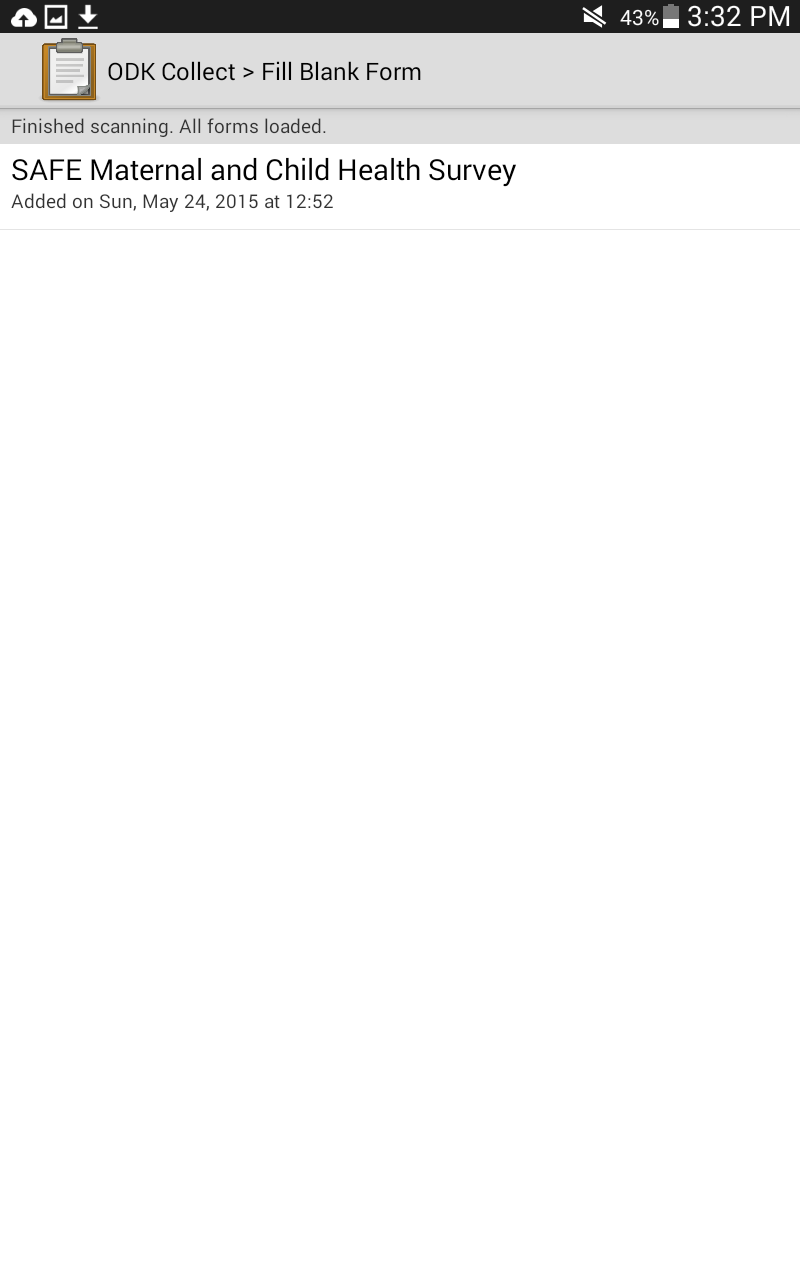 43% 3:32 PM
ODK Collect > Fill Blank Form
Finished scanning. All forms loaded.
SAFE Maternal and Child Health Survey
Added on Sun, May 24, 2015 at 12:52